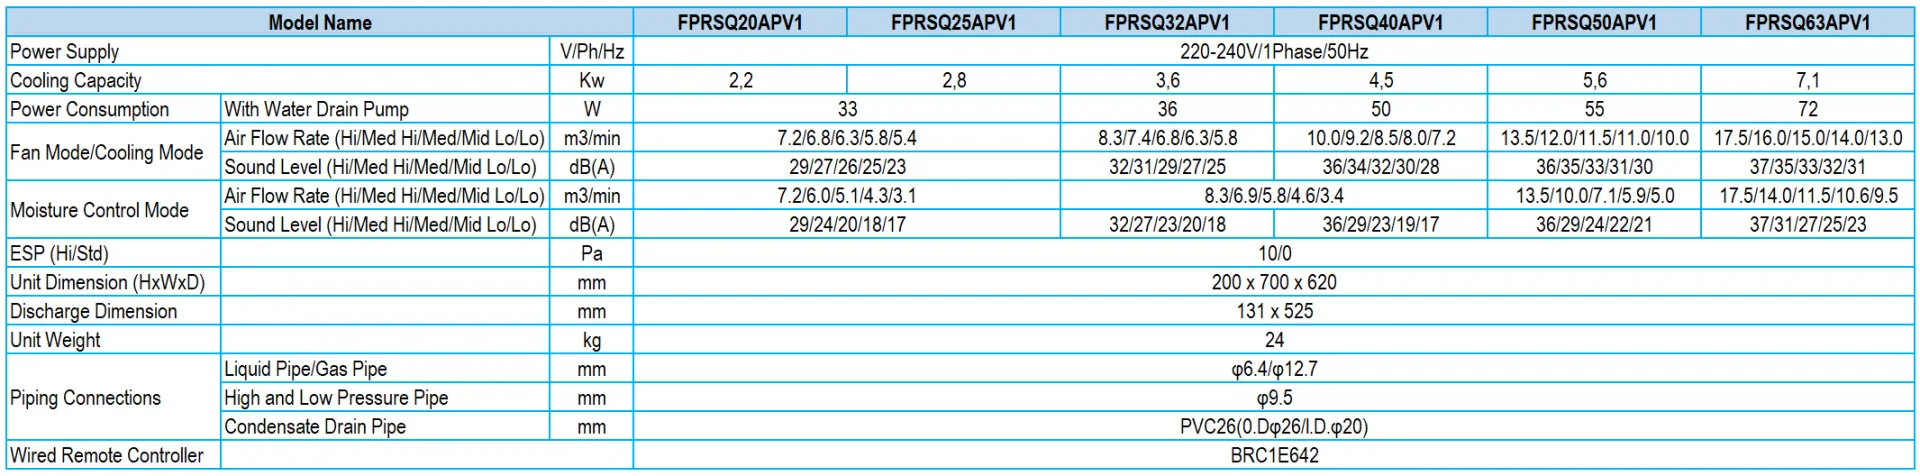 Model Name FPRSQ20APV1 FPRSQ25APV1 FPRSQ32APV1 FPRSQ40APV1 FPRSQ50APV1 FPRSQ63APV1
Power Supply V/Ph/Hz 220-240V/1Phase/50Hz
Cooling Capacity Kw 2,2 2,8 3,6 4,5 5,6 7,1
Power Consumption With Water Drain Pump W 33 36 50 55 72
Fan Mode/Cooling Mode Air Flow Rate (Hi/Med Hi/Med/Mid Lo/Lo) m3/min 7.2/6.8/6.3/5.8/5.4 8.3/7.4/6.8/6.3/5.8 10.0/9.2/8.5/8.0/7.2 13.5/12.0/11.5/11.0/10.0 17.5/16.0/15.0/14.0/13.0
Sound Level (Hi/Med Hi/Med/Mid Lo/Lo) dB(A) 29/27/26/25/23 32/31/29/27/25 36/34/32/30/28 36/35/33/31/30 37/35/33/32/31
Moisture Control Mode Air Flow Rate (Hi/Med Hi/Med/Mid Lo/Lo) m3/min 7.2/6.0/5.1/4.3/3.1 8.3/6.9/5.8/4.6/3.4 13.5/10.0/7.1/5.9/5.0 17.5/14.0/11.5/10.6/9.5
Sound Level (Hi/Med Hi/Med/Mid Lo/Lo) dB(A) 29/24/20/18/17 32/27/23/20/18 36/29/23/19/17 36/29/24/22/21 37/31/27/25/23
ESP (Hi/Std) Pa 10/0
Unit Dimension (HxWxD) mm 200 x 700 x 620
Discharge Dimension mm 131 x 525
Unit Weight kg 24
Piping Connections Liquid Pipe/Gas Pipe mm φ6.4/φ12.7
High and Low Pressure Pipe mm φ9.5
Condensate Drain Pipe mm PVC26(0.Dφ26/I.D.φ20)
Wired Remote Controller BRC1E642